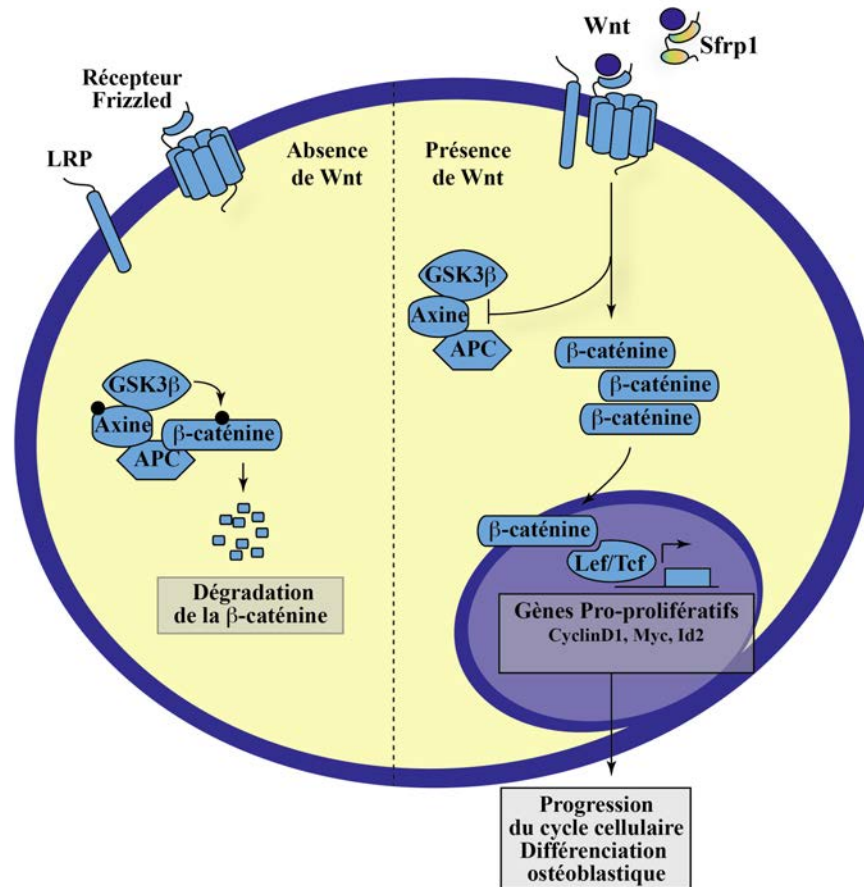 Récepteur
Frizzled
LRP
Absence
de Wnt
GSK3β
Axine
APC
β-caténine
Dégradation
de la β-caténine
Wnt
Sfrp1
Présence
de Wnt
GSK3β
Axine
APC
β-caténine
β-caténine
β-caténine
β-caténine
Lef/Tcf
Gènes Pro-prolifératifs
CyclinD1, Myc, Id2
Progression
du cycle cellulaire
Différenciation
ostéoblastique